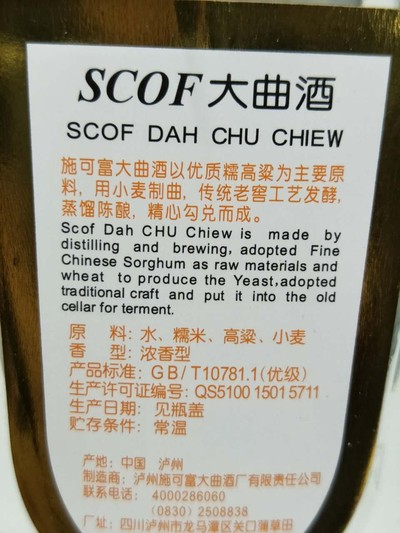 SCOF 大曲酒
SCOF DAH CHU CHIEW
施可富大曲酒以优质糯高粱为主要原
料，用小麦制曲，传统老窖工艺发酵，
蒸馏陈酿，精心勾兑而成。
Scof Dah CHU Chiew is made by
distilling and brewing, adopted Fine
Chinese Sorghum as raw materials and
wheat to produce the Yeast,adopted
traditional craft and put it into the old
cellar for terment.
原 料:水、糯米、高粱、小麦
香 型:浓香型
产品标准: GB/T10781.1(优级)
生产许可证编号: QS5100 1501 5711
生产日期: 见瓶盖
贮存条件: 常温
产地: 中国 泸州
制造商: 泸州施可富大曲酒厂有限责任公司
联系电话: 4000286060
(0830) 2508838
厂址: 四川泸州市龙马潭区关口蒲草田